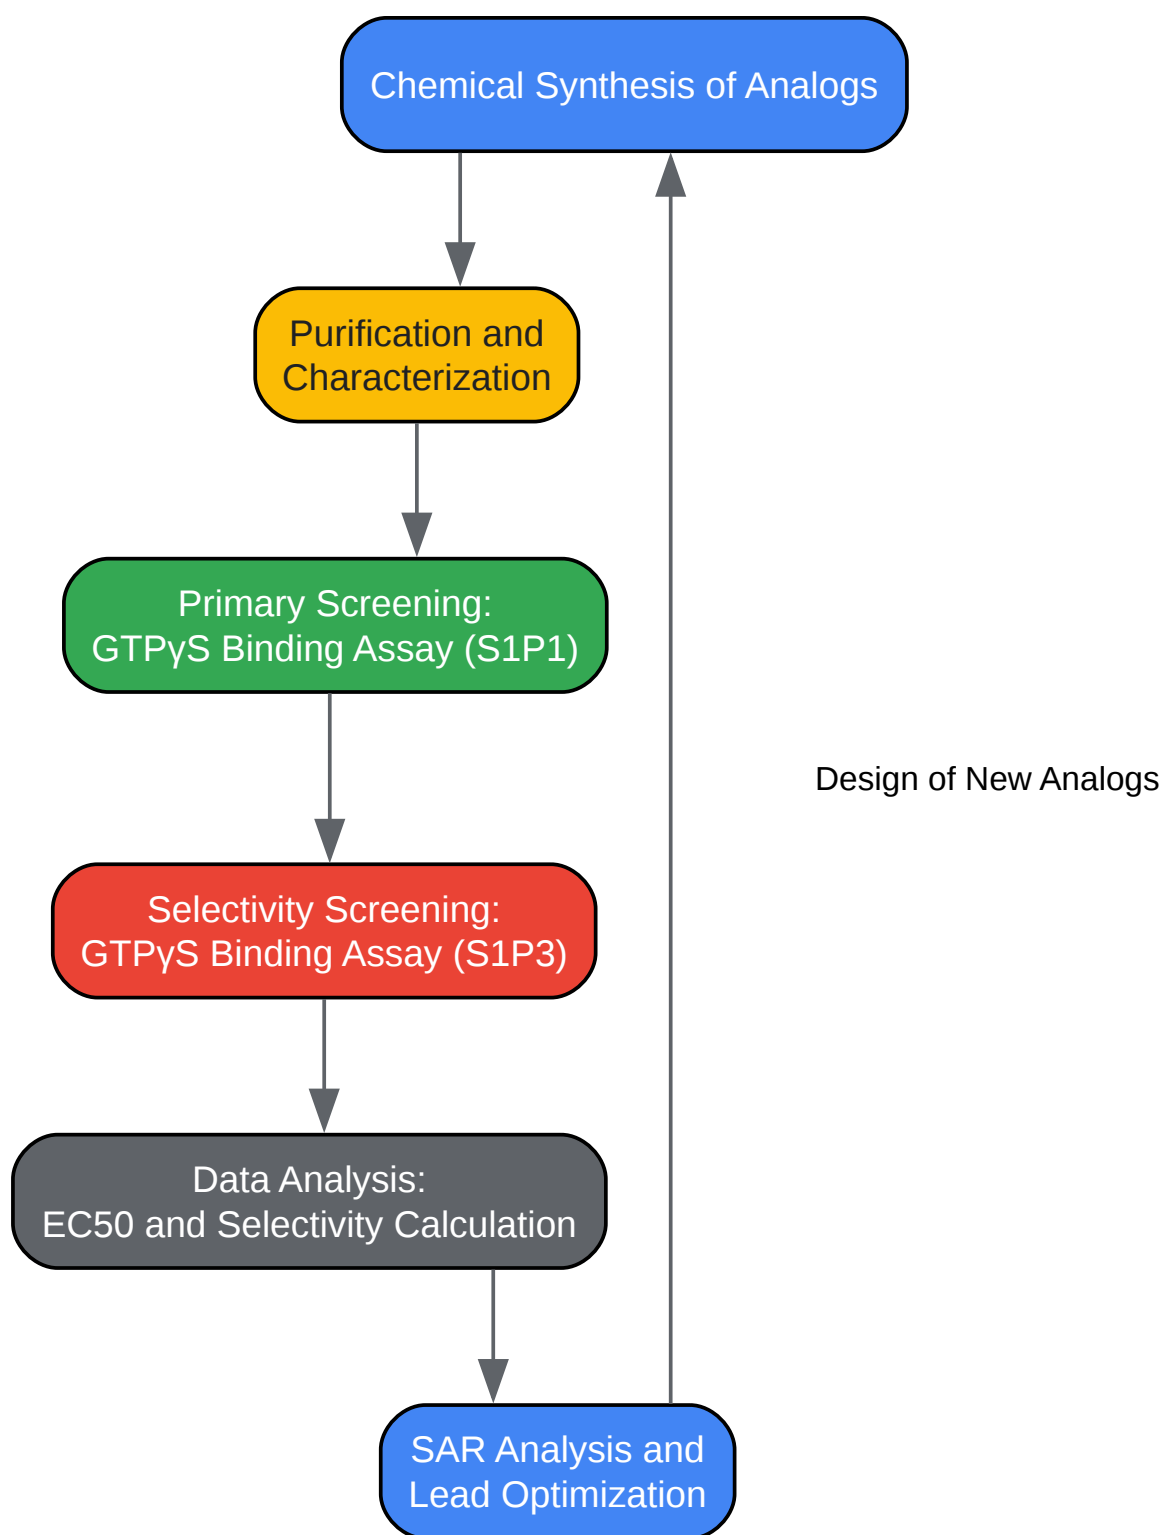 Chemical Synthesis of Analogs
Purification and
Characterization
Primary Screening:
GTPγS Binding Assay (S1P1)
Design of New Analogs
Selectivity Screening:
GTPγS Binding Assay (S1P3)
Data Analysis:
EC50 and Selectivity Calculation
SAR Analysis and
Lead Optimization